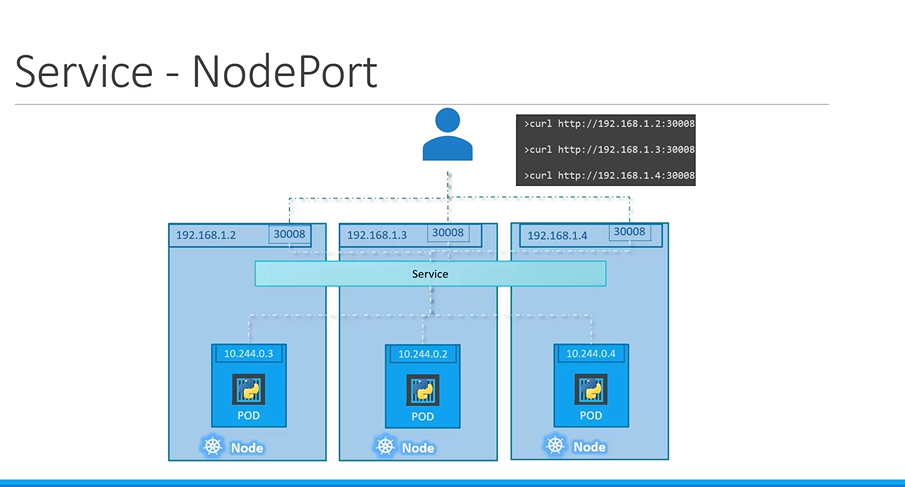 Service - NodePort
>curl http://192.168.1.2:30008
>curl http://192.168.1.3:30008
>curl http://192.168.1.4:30008
192.168.1.2
30008
192.168.1.3
30008
192.168.1.4
30008
Service
10.244.0.3
10.244.0.2
10.244.0.4
POD
POD
POD
Node
Node
Node